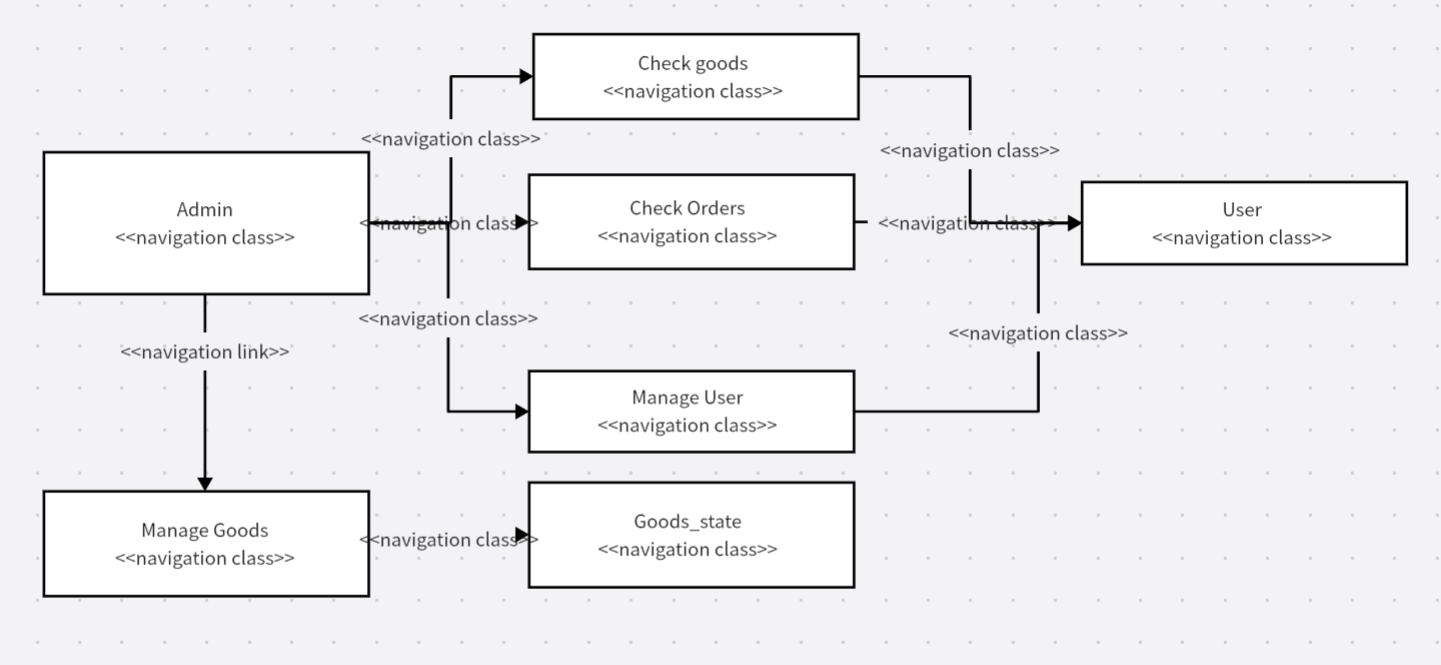 Check goods
<<navigation class>>
<<navigation class>>
<<navigation class>>
Admin
<<navigation class>>
<<navigation class>>
Check Orders
<<navigation class>>
<<navigation class>>
User
<<navigation class>>
<<navigation class>>
<<navigation class>>
<<navigation link>>
Manage User
<<navigation class>>
Manage Goods
<<navigation class>>
<<navigation class>>
Goods_state
<<navigation class>>